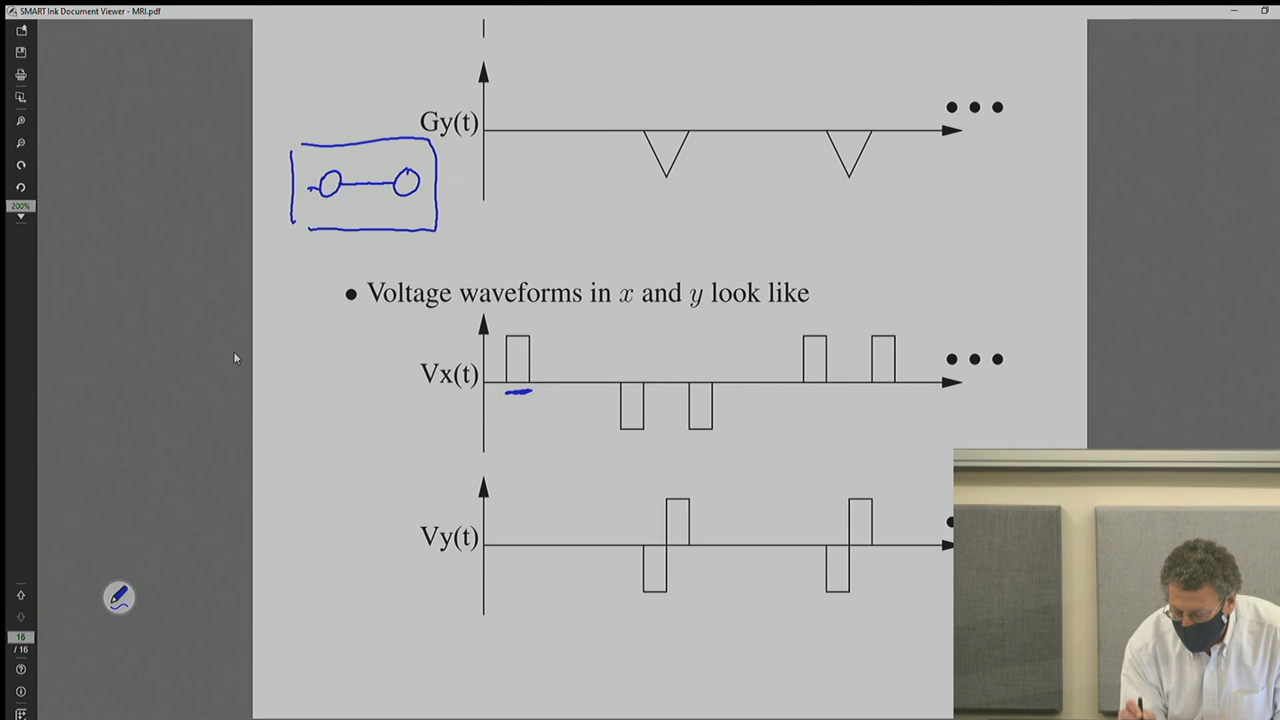 SMART Ink Document Viewer - MRI.pdf
Gy(t)
200%
• Voltage waveforms in x and y look like
Vx(t)
Vy(t)
16
/ 16